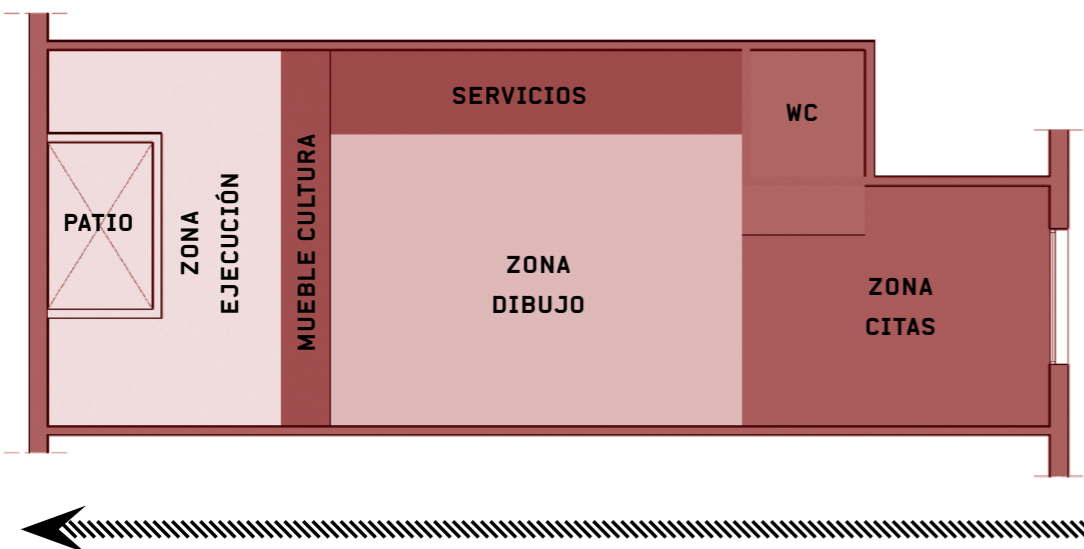 SERVICIOS
WC
PATIO
ZONA
EJECUCIÓN
MUEBLE CULTURA
ZONA
DIBUJO
ZONA
CITAS